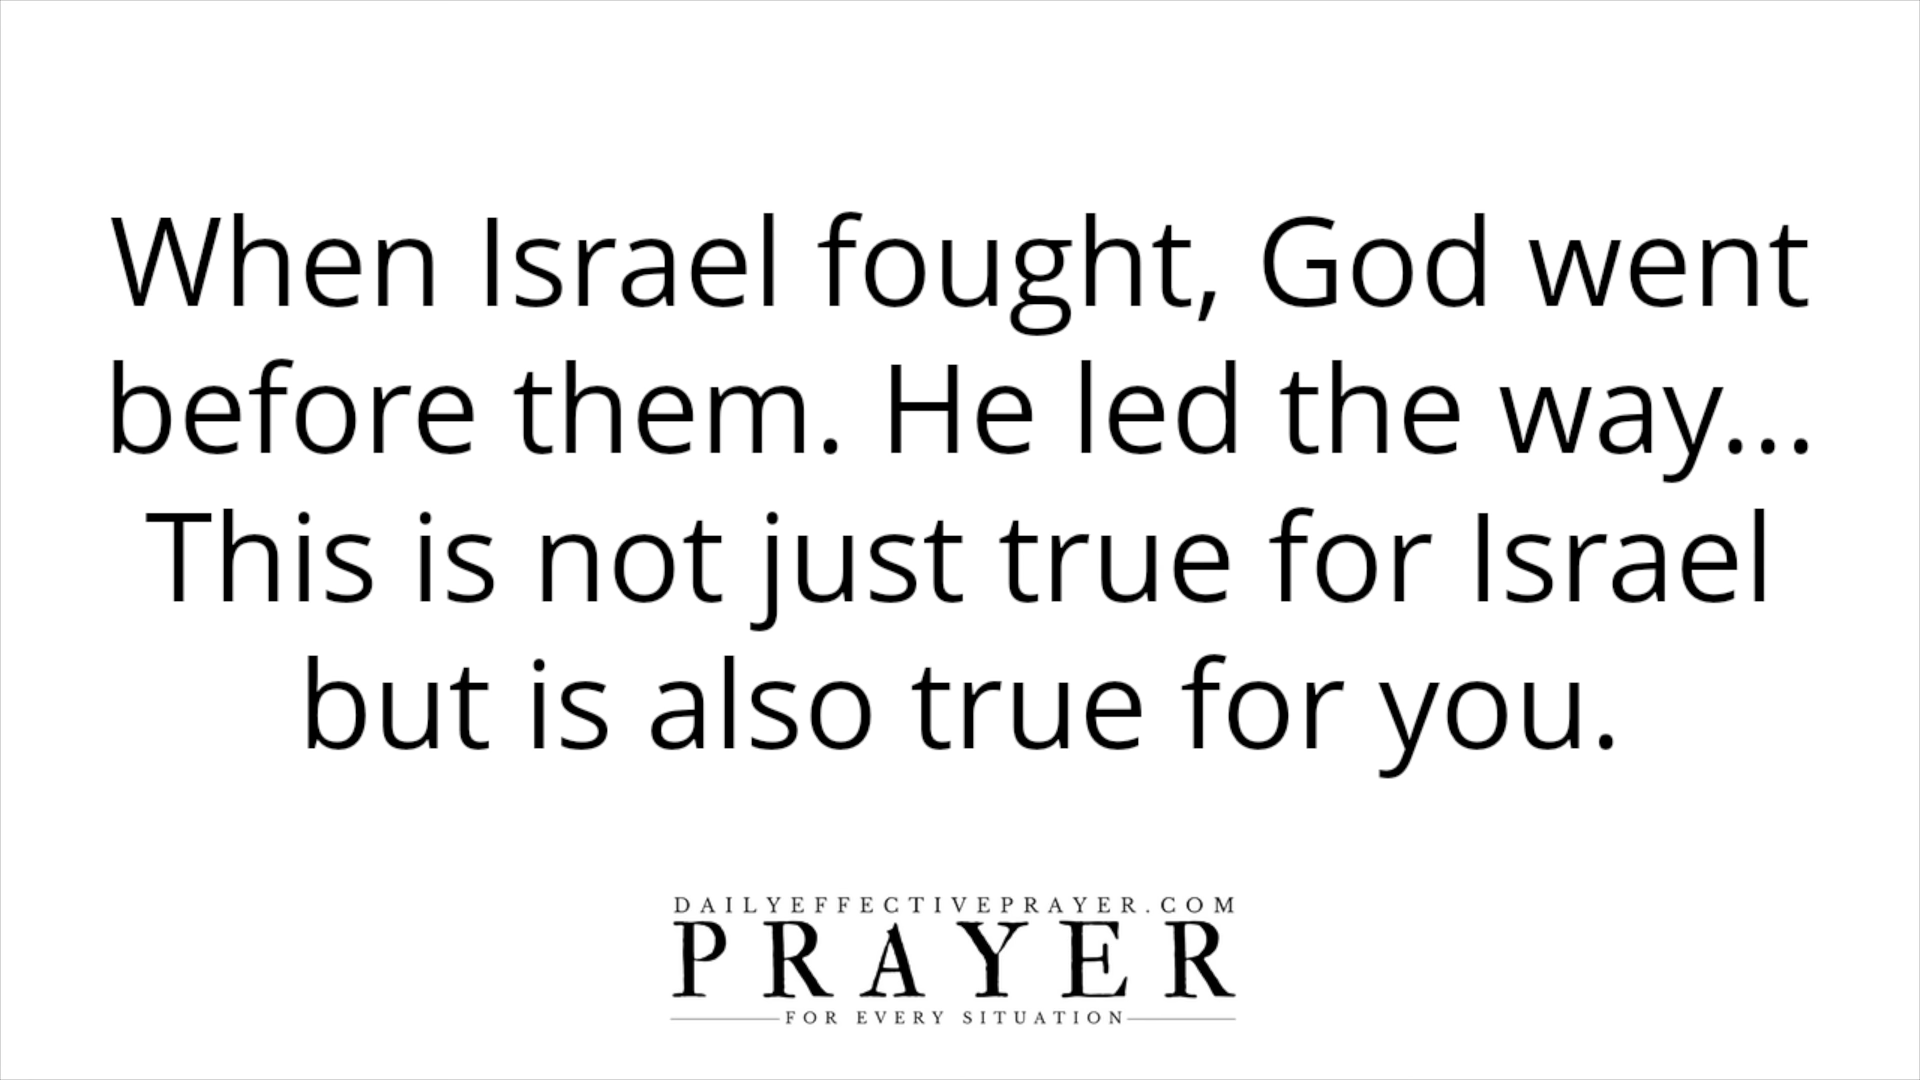 When Israel fought, God went
before them. He led the way...
This is not just true for Israel
but is also true for you.
DAILYEFFECTIVEPRAYER.COM
PRAYER
FOR EVERY SITUATION